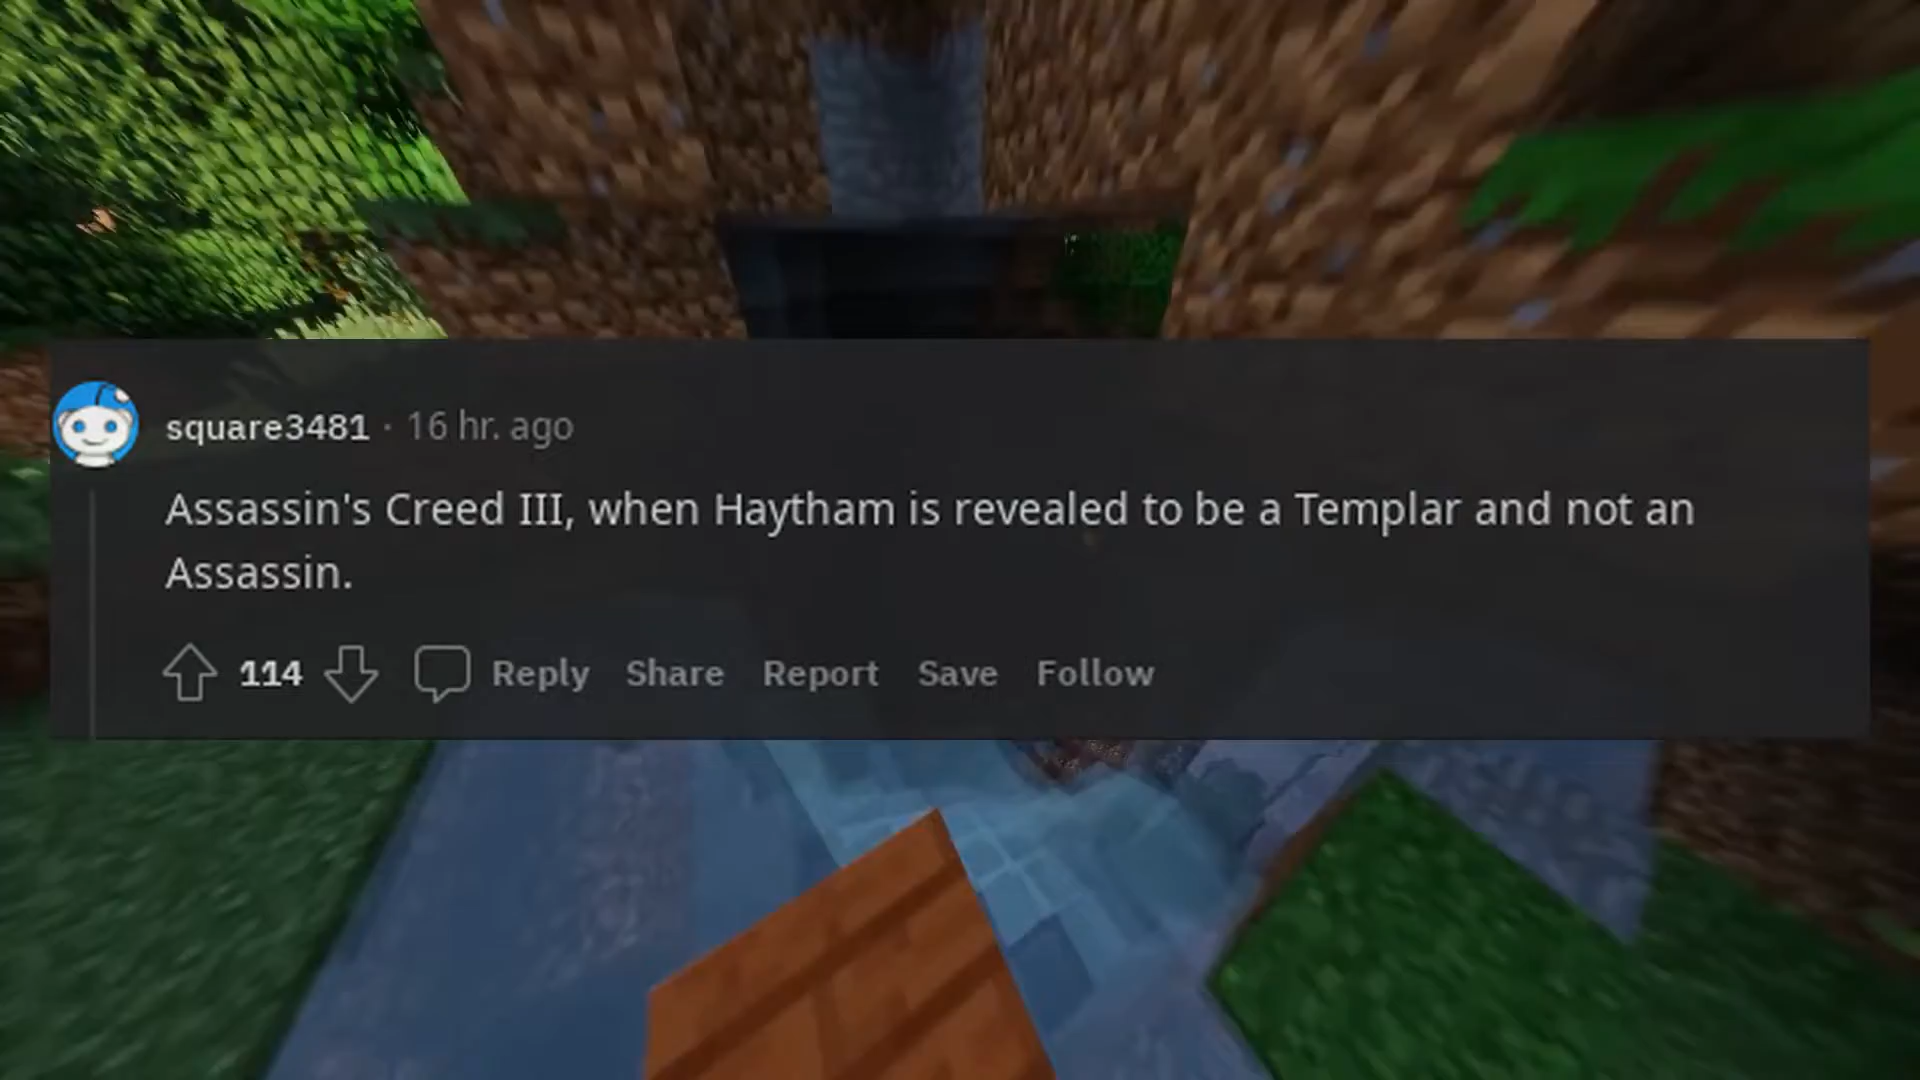 square3481 · 16 hr. ago
Assassin's Creed III, when Haytham is revealed to be a Templar and not an
Assassin.
114 Reply Share Report Save Follow